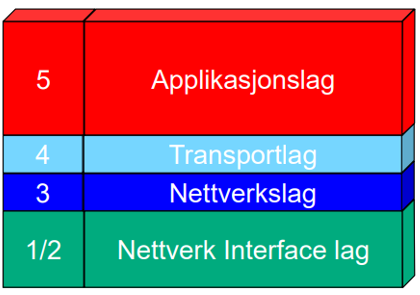 5 Applikasjonslag
4 Transportlag
3 Nettverkslag
1/2 Nettverk Interface lag